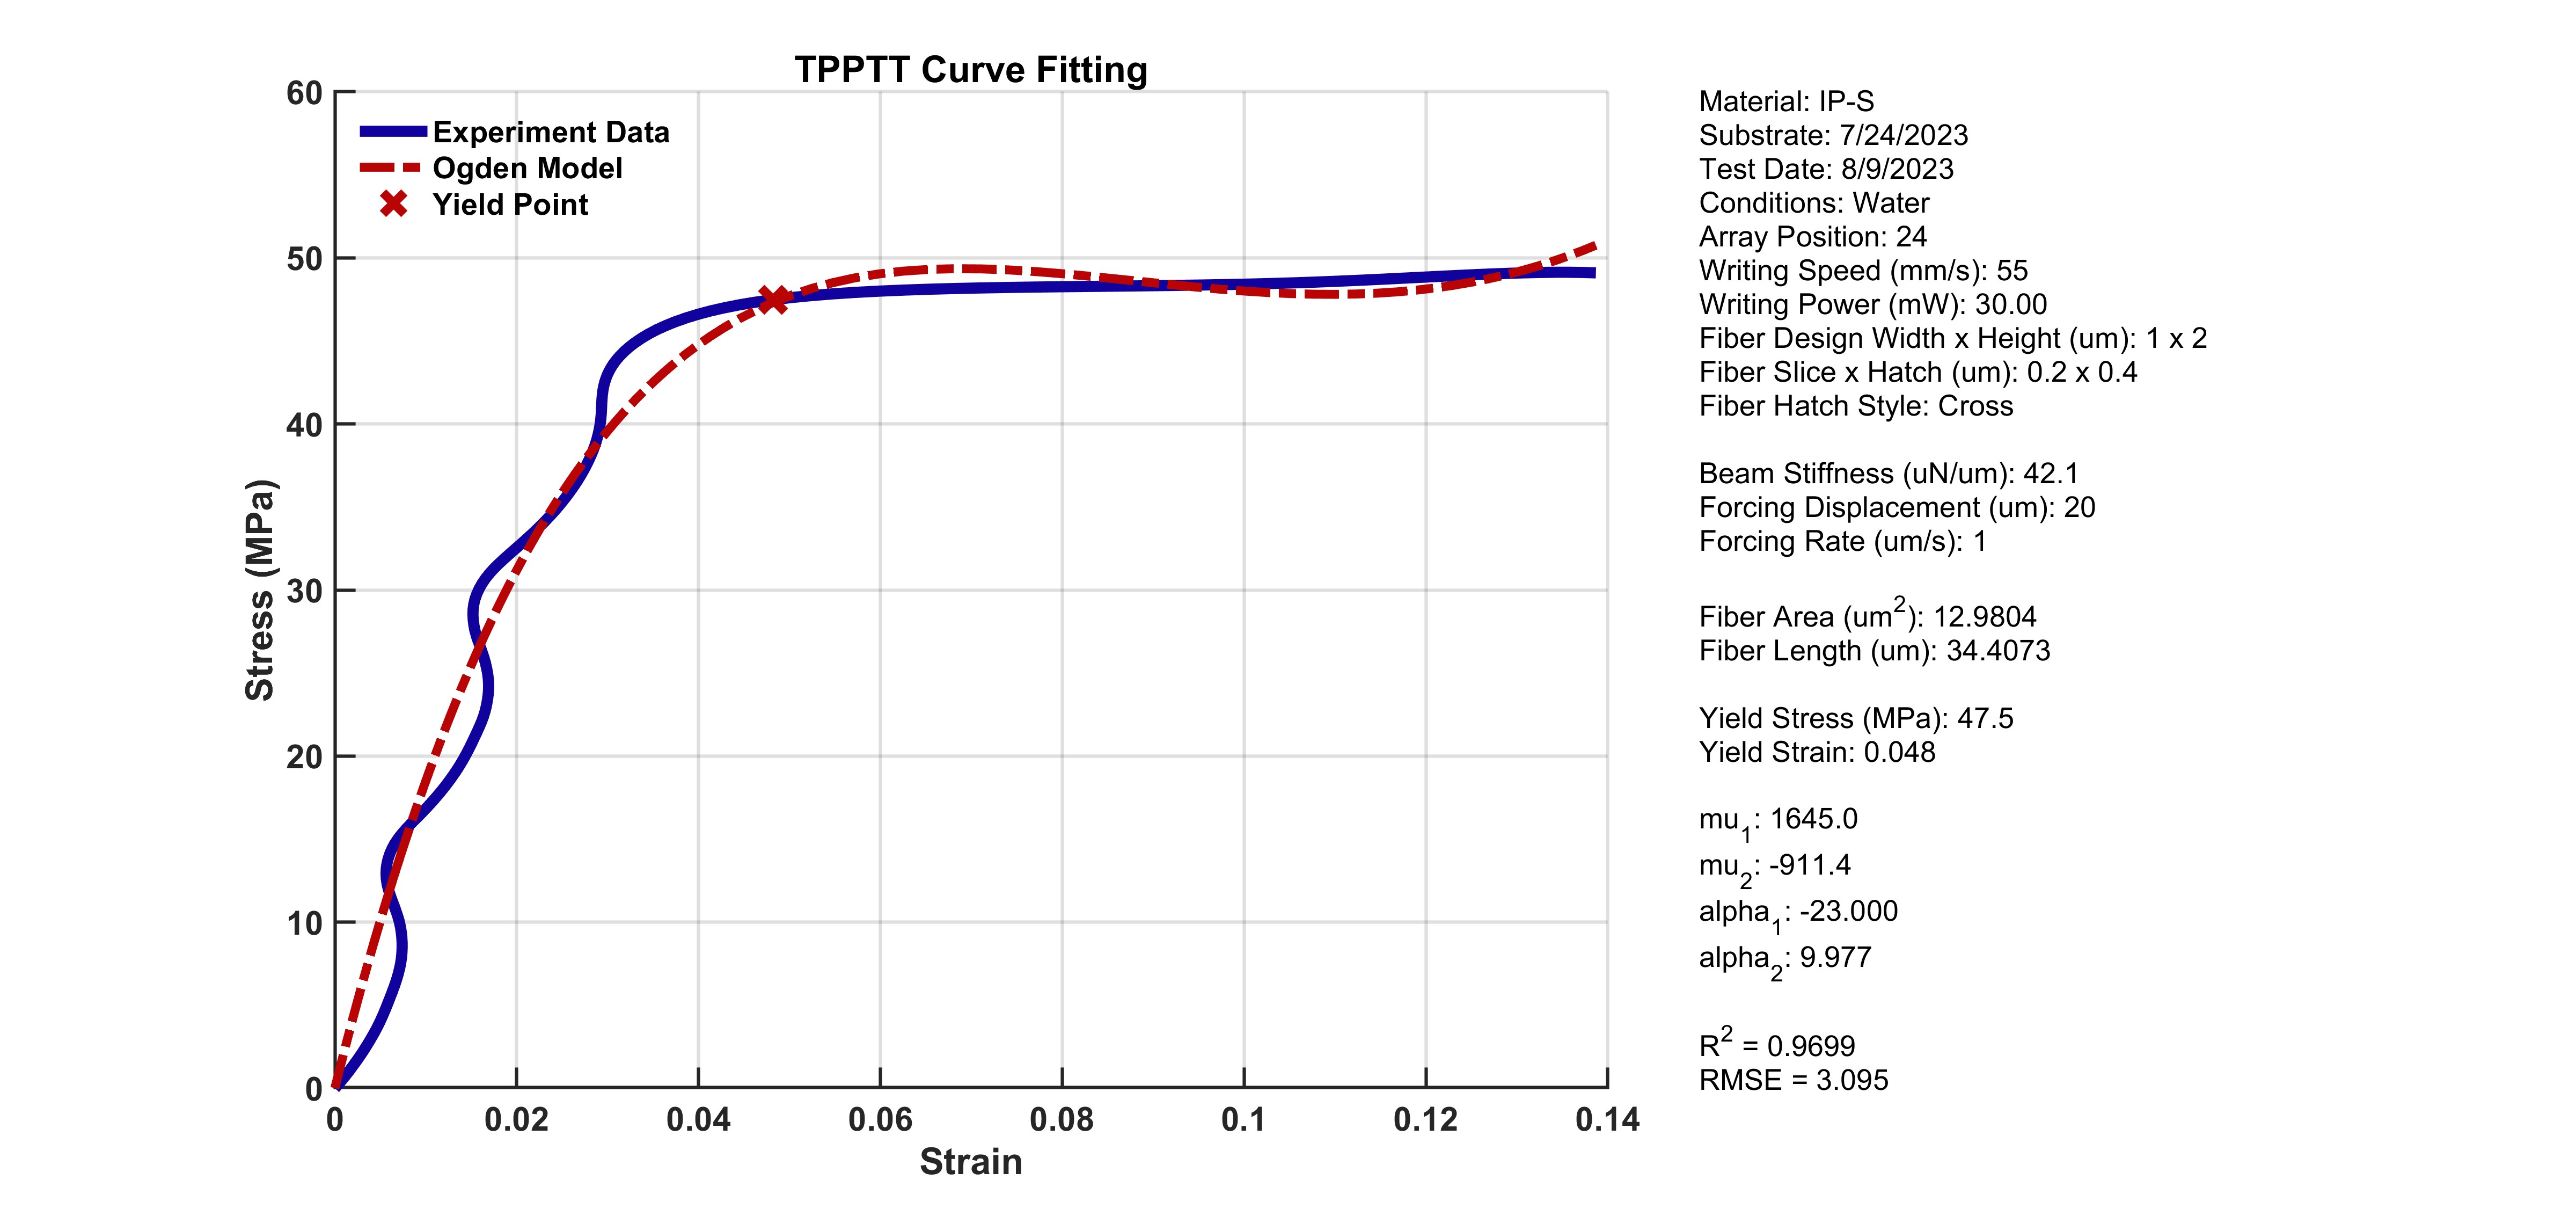 TPPTT Curve Fitting
60
50
40
30
20
10
0
Stress (MPa)
Experiment Data
Ogden Model
Yield Point
0 0.02 0.04 0.06 0.08 0.1 0.12 0.14
Strain
Material: IP-S
Substrate: 7/24/2023
Test Date: 8/9/2023
Conditions: Water
Array Position: 24
Writing Speed (mm/s): 55
Writing Power (mW): 30.00
Fiber Design Width x Height (um): 1 x 2
Fiber Slice x Hatch (um): 0.2 x 0.4
Fiber Hatch Style: Cross
Beam Stiffness (uN/um): 42.1
Forcing Displacement (um): 20
Forcing Rate (um/s): 1
Fiber Area (um²): 12.9804
Fiber Length (um): 34.4073
Yield Stress (MPa): 47.5
Yield Strain: 0.048
mu₁: 1645.0
mu₂: -911.4
alpha₁: -23.000
alpha₂: 9.977
R² = 0.9699
RMSE = 3.095